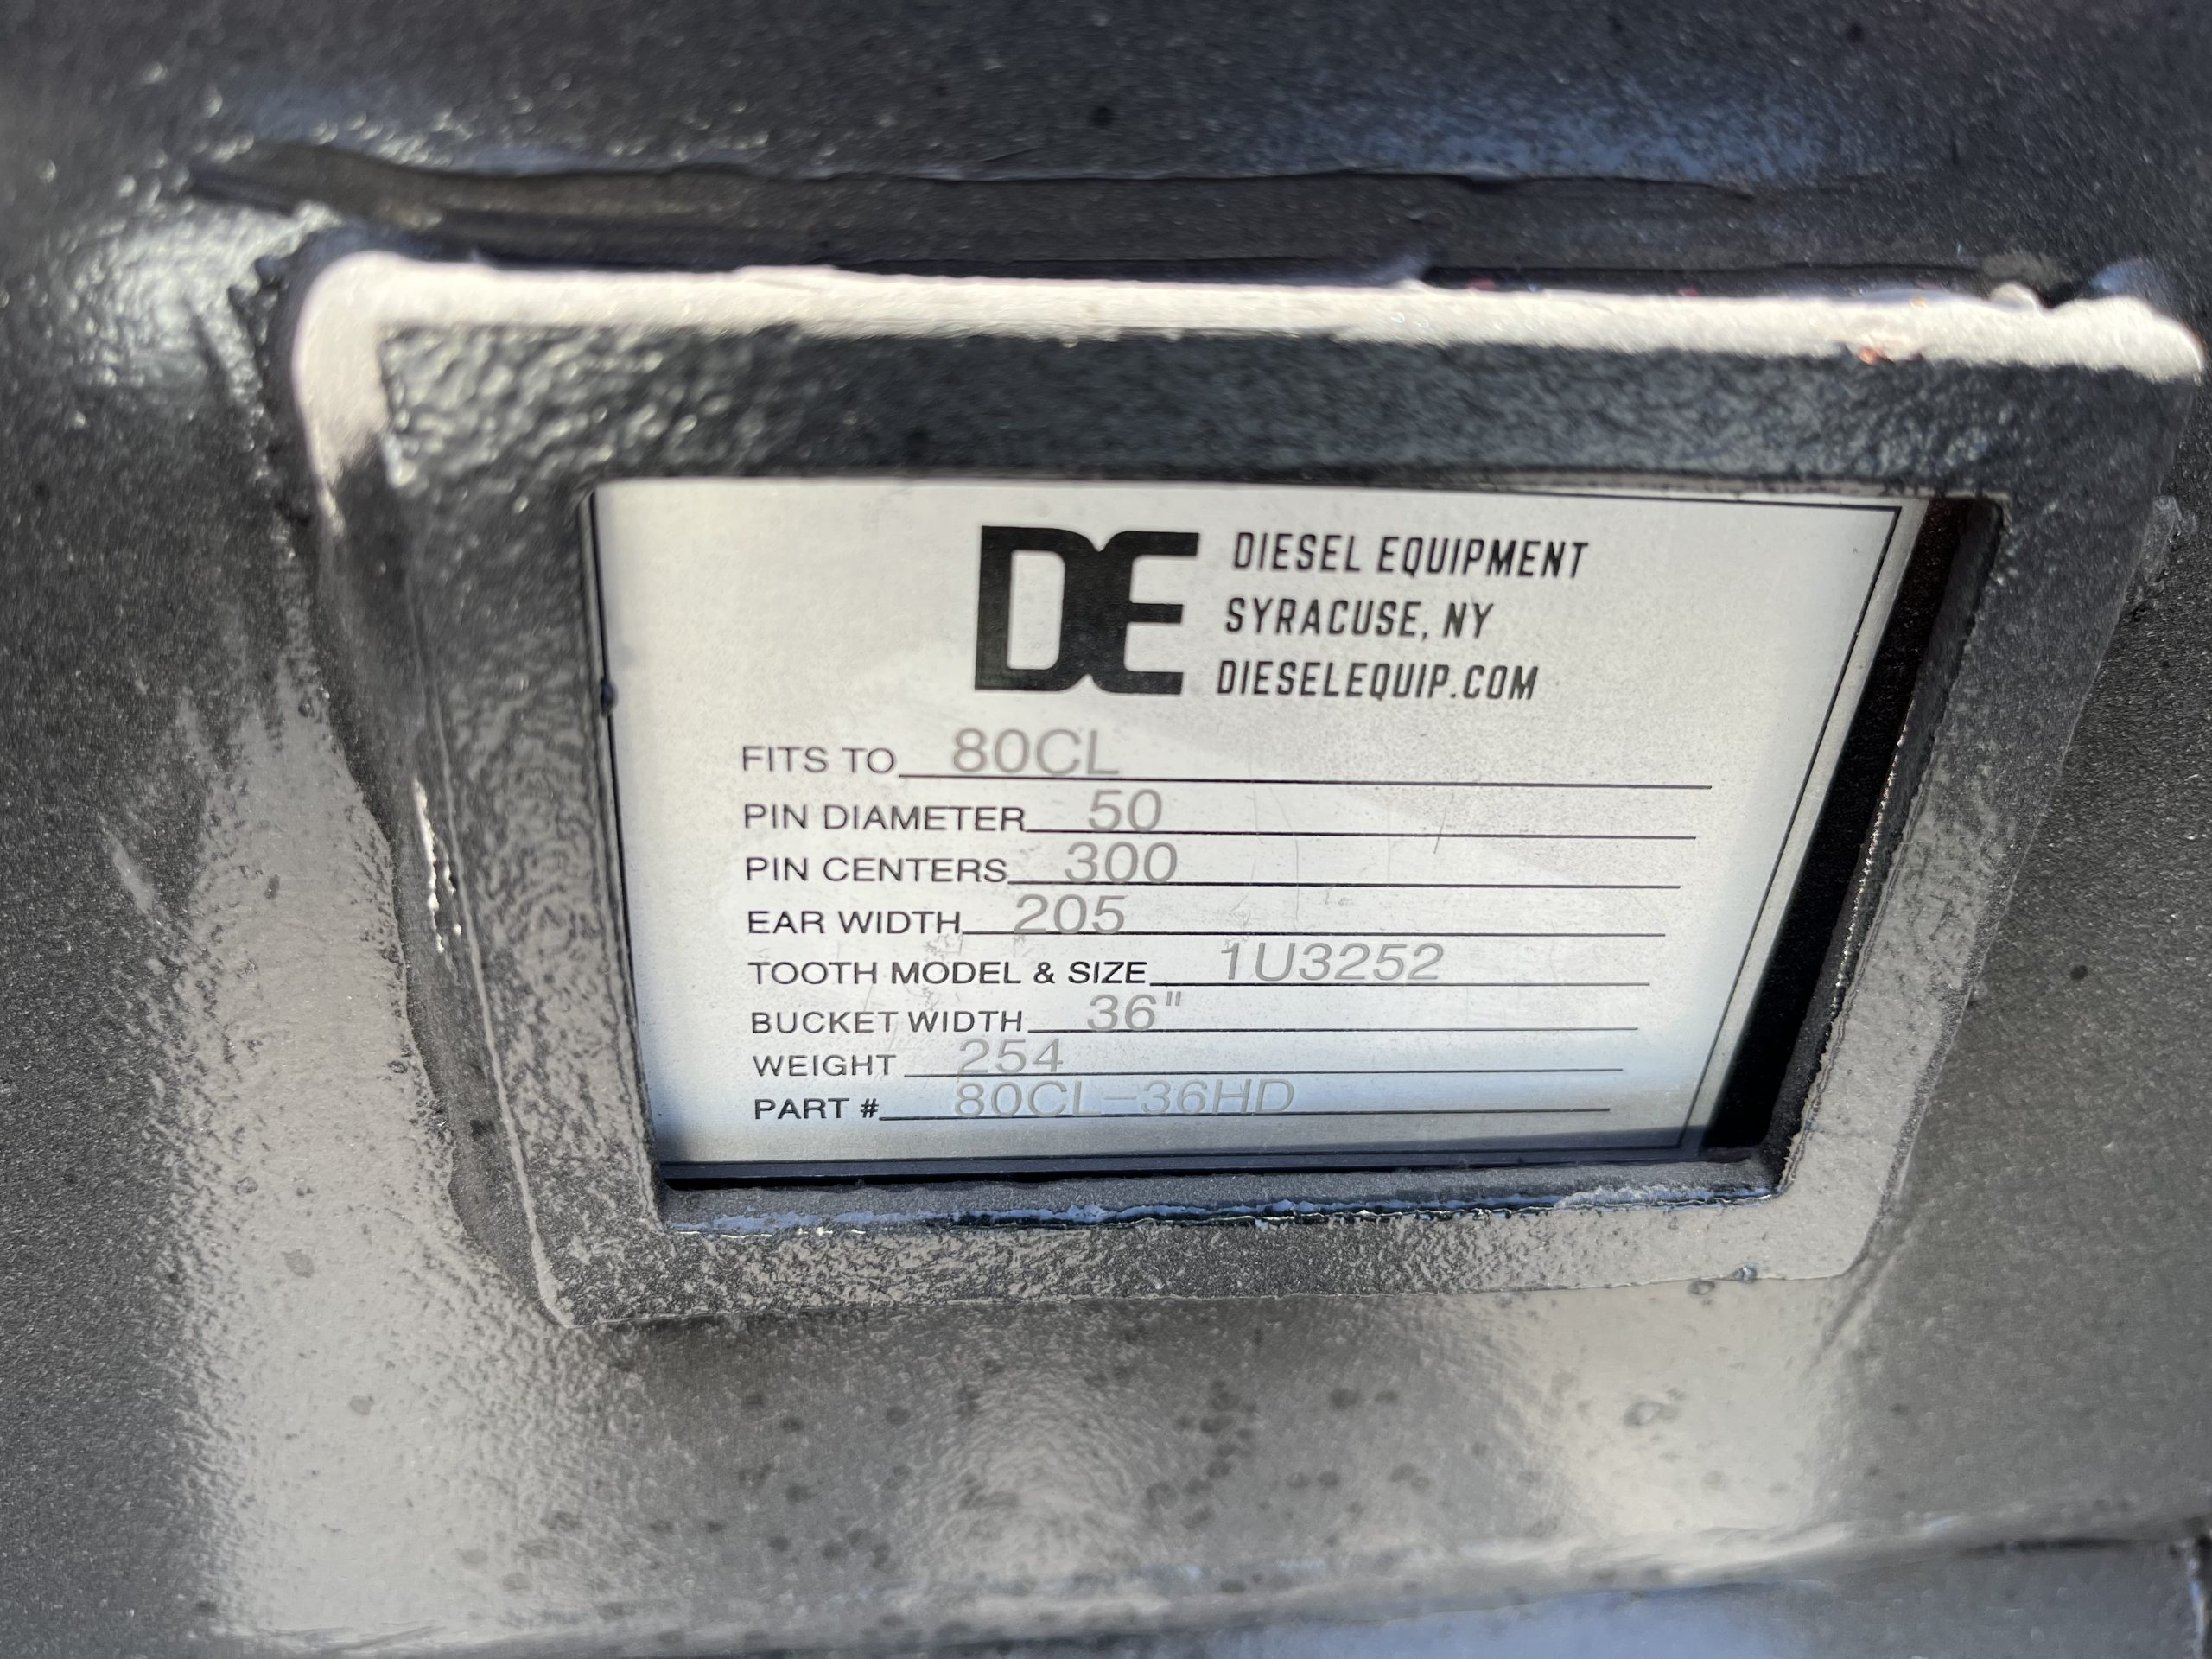 DE
DIESEL EQUIPMENT
SYRACUSE, NY
DIESELEQUIP.COM
FITS TO 80CL
PIN DIAMETER 50
PIN CENTERS 300
EAR WIDTH 205
TOOTH MODEL & SIZE 1U3252
BUCKET WIDTH 36"
WEIGHT 254
PART # 80CL-36HD